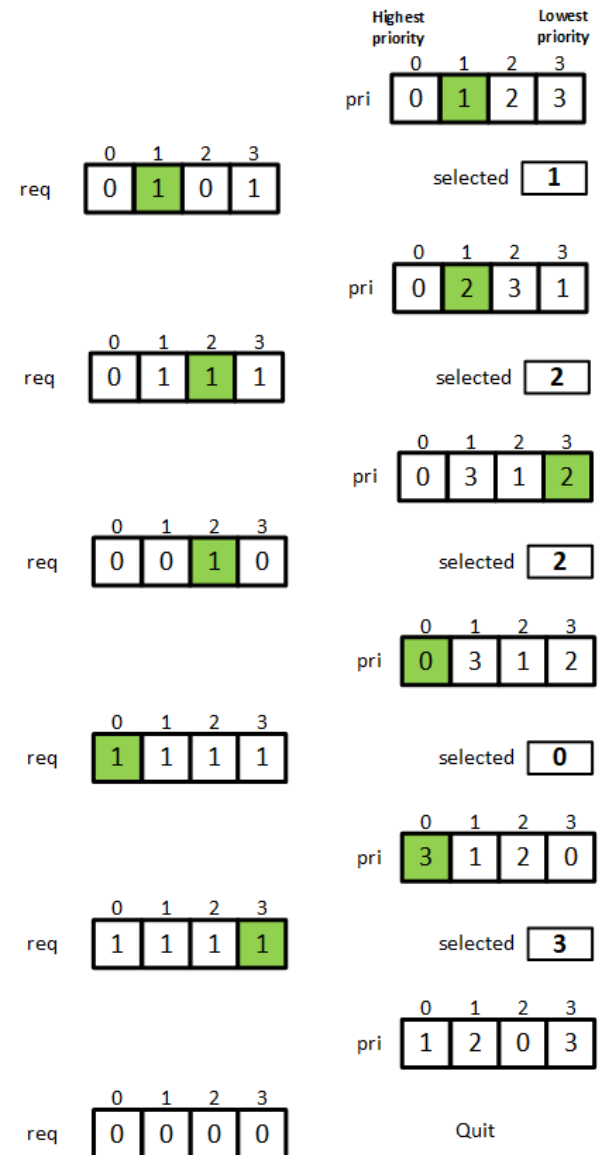 Highest Lowest
priority priority
0 1 2 3
pri 0 1 2 3
0 1 2 3
req 0 1 0 1
selected 1
0 1 2 3
pri 0 2 3 1
0 1 2 3
req 0 1 1 1
selected 2
0 1 2 3
pri 0 3 1 2
0 1 2 3
req 0 0 1 0
selected 2
0 1 2 3
pri 0 3 1 2
0 1 2 3
req 1 1 1 1
selected 0
0 1 2 3
pri 3 1 2 0
0 1 2 3
req 1 1 1 1
selected 3
0 1 2 3
pri 1 2 0 3
0 1 2 3
req 0 0 0 0
Quit